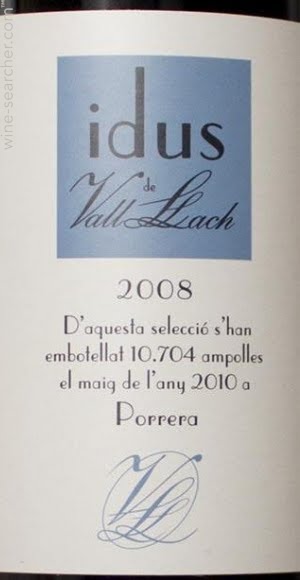 wine-searcher.com™
idus
de
Vall Llach
2008
D'aquesta selecció s'han
embotellat 10.704 ampolles
el maig de l'any 2010 a
Porrera
VLL